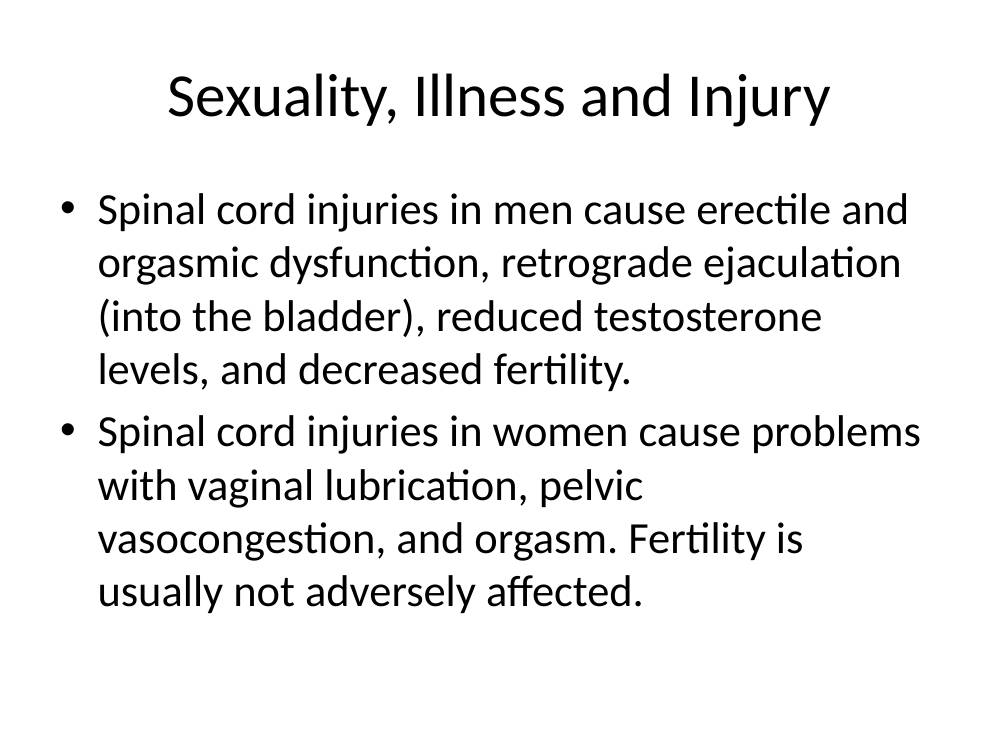 Sexuality, Illness and Injury
• Spinal cord injuries in men cause erectile and
orgasmic dysfunction, retrograde ejaculation
(into the bladder), reduced testosterone
levels, and decreased fertility.
• Spinal cord injuries in women cause problems
with vaginal lubrication, pelvic
vasocongestion, and orgasm. Fertility is
usually not adversely affected.